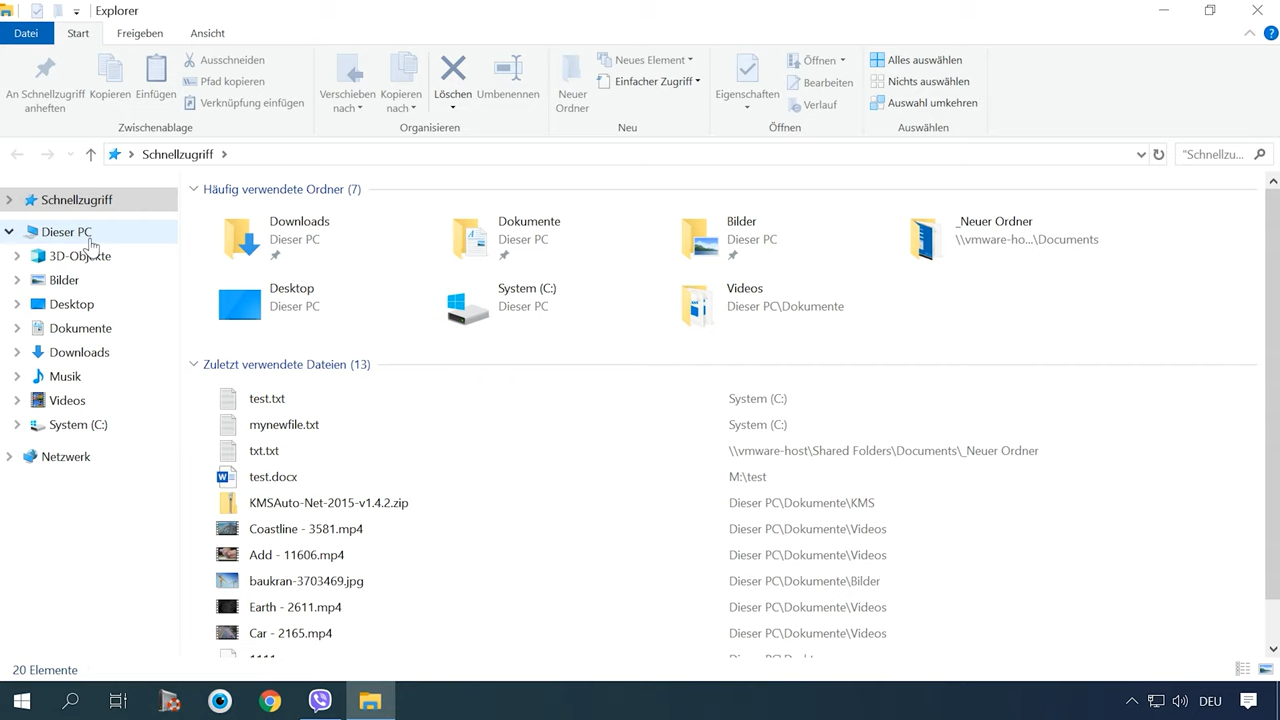 Explorer
Datei Start Freigeben Ansicht
An Schnellzugriff anheften
Kopieren
Einfügen
Ausschneiden
Pfad kopieren
Verknüpfung einfügen
Zwischenablage
Verschieben nach
Kopieren nach
Löschen
Umbenennen
Organisieren
Neuer Ordner
Neues Element
Einfacher Zugriff
Neu
Eigenschaften
Öffnen
Bearbeiten
Verlauf
Öffnen
Alles auswählen
Nichts auswählen
Auswahl umkehren
Auswählen
Schnellzugriff
"Schnellzu...
Schnellzugriff
Dieser PC
3D-Objekte
Bilder
Desktop
Dokumente
Downloads
Musik
Videos
System (C:)
Netzwerk
Häufig verwendete Ordner (7)
Downloads
Dieser PC
Dokumente
Dieser PC
Bilder
Dieser PC
_Neuer Ordner
\\vmware-ho...\Documents
Desktop
Dieser PC
System (C:)
Dieser PC
Videos
Dieser PC\Dokumente
Zuletzt verwendete Dateien (13)
test.txt System (C:)
mynewfile.txt System (C:)
txt.txt \\vmware-host\Shared Folders\Documents\_Neuer Ordner
test.docx M:\test
KMSAuto-Net-2015-v1.4.2.zip Dieser PC\Dokumente\KMS
Coastline - 3581.mp4 Dieser PC\Dokumente\Videos
Add - 11606.mp4 Dieser PC\Dokumente\Videos
baukran-3703469.jpg Dieser PC\Dokumente\Bilder
Earth - 2611.mp4 Dieser PC\Dokumente\Videos
Car - 2165.mp4 Dieser PC\Dokumente\Videos
20 Elemente
DEU